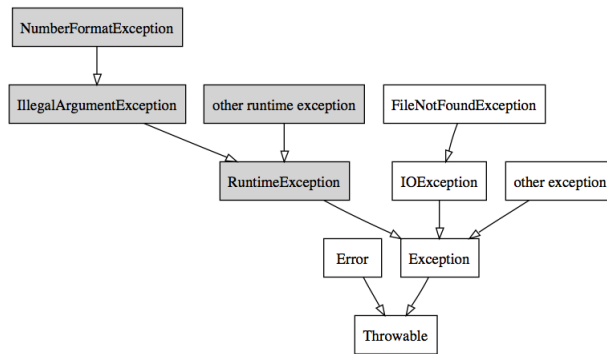 NumberFormatException
IllegalArgumentException
other runtime exception
FileNotFoundException
RuntimeException
IOException
other exception
Error
Exception
Throwable